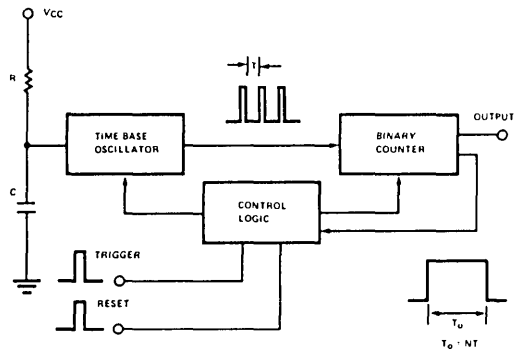 VCC
R
T
OUTPUT
TIME BASE
OSCILLATOR
BINARY
COUNTER
C
CONTROL
LOGIC
TRIGGER
RESET
To
To · NT